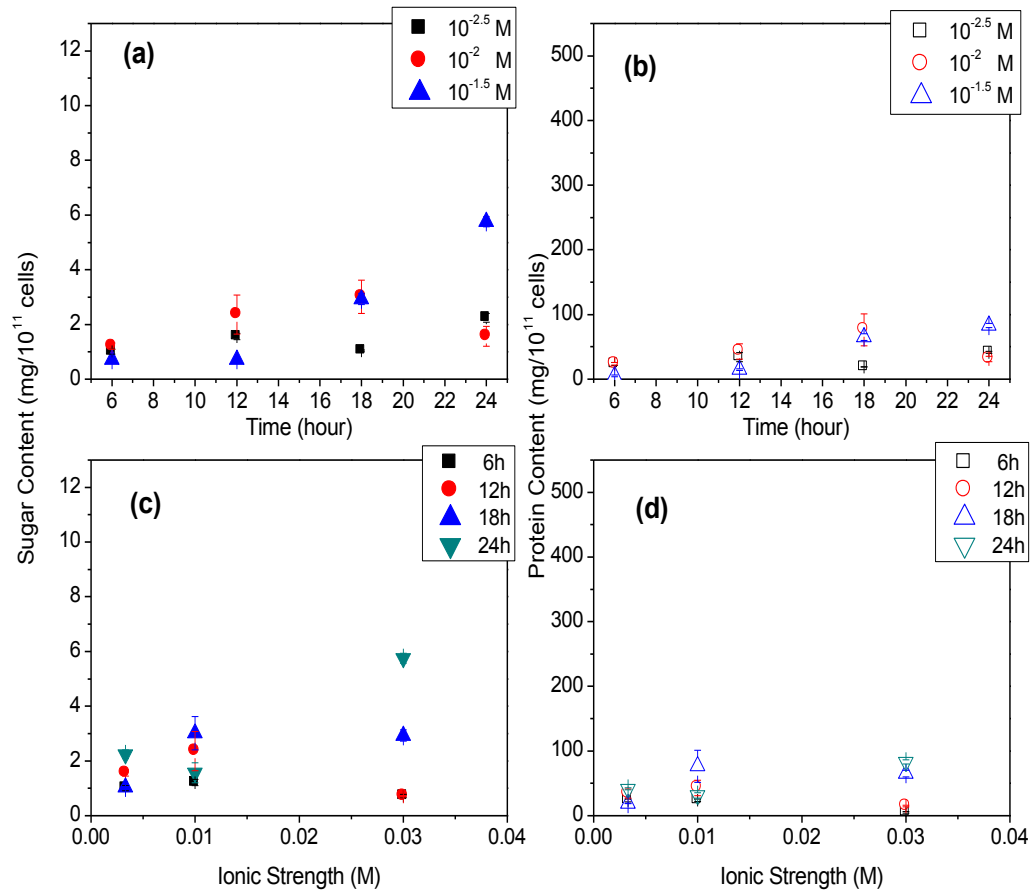 (a)
10-2.5 M
10-2 M
10-1.5 M
12
10
8
6
4
2
0
6 8 10 12 14 16 18 20 22 24
Time (hour)
(b)
10-2.5 M
10-2 M
10-1.5 M
500
400
300
200
100
0
6 8 10 12 14 16 18 20 22 24
Time (hour)
Sugar Content (mg/1011 cells)
Protein Content (mg/1011 cells)
(c)
6h
12h
18h
24h
12
10
8
6
4
2
0
0.00 0.01 0.02 0.03 0.04
Ionic Strength (M)
(d)
6h
12h
18h
24h
500
400
300
200
100
0
0.00 0.01 0.02 0.03 0.04
Ionic Strength (M)